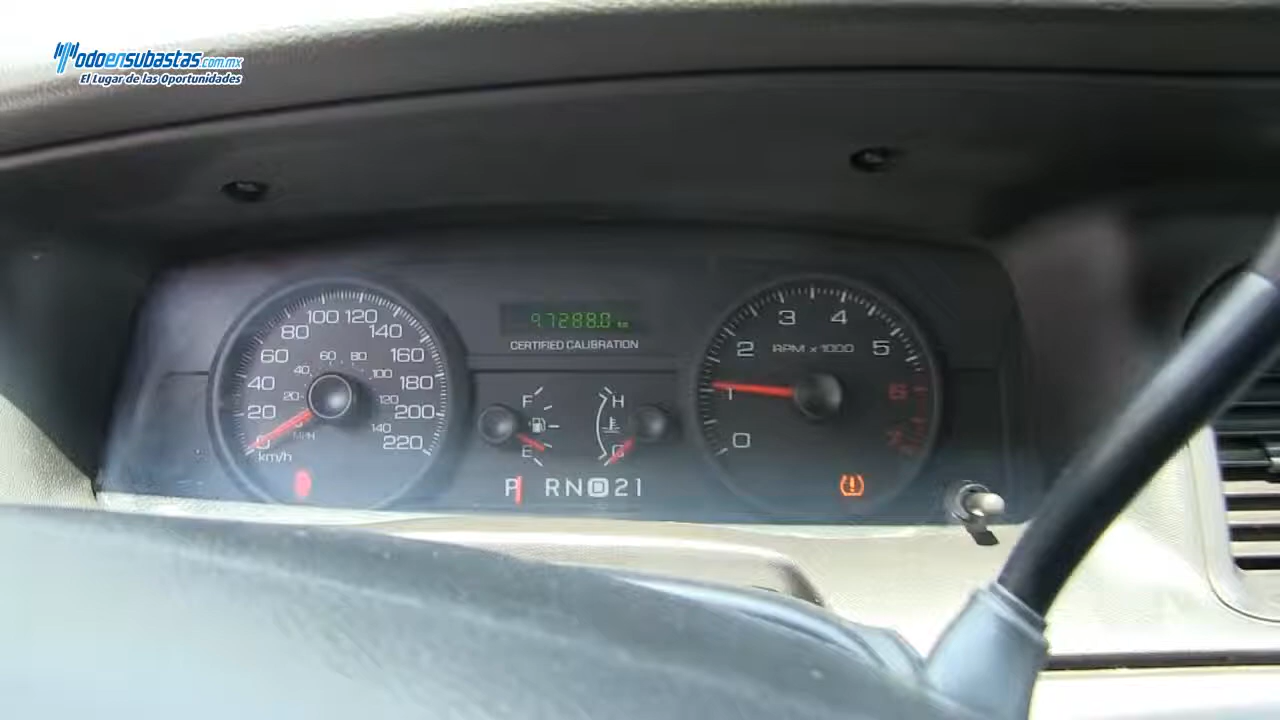 Todoensubastas.com.mx
El Lugar de las Oportunidades
97288.0 km
CERTIFIED CALIBRATION
0 20 40 60 80 100 120 140 160 180 200 220
20 40 60 80 100 120 140
MPH
km/h
F
E
H
C
P RN D 21
0 1 2 3 4 5 6 7
RPM x 1000